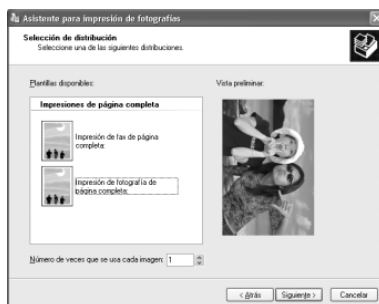 Asistente para impresión de fotografías
Selección de distribución
Seleccione una de las siguientes distribuciones.
Plantillas disponibles:
Vista preliminar:
Impresiones de página completa
Impresión de fax de página
completa:
Impresión de fotografía de
página completa:
Número de veces que se usa cada imagen: 1
< Atrás
Siguiente >
Cancelar